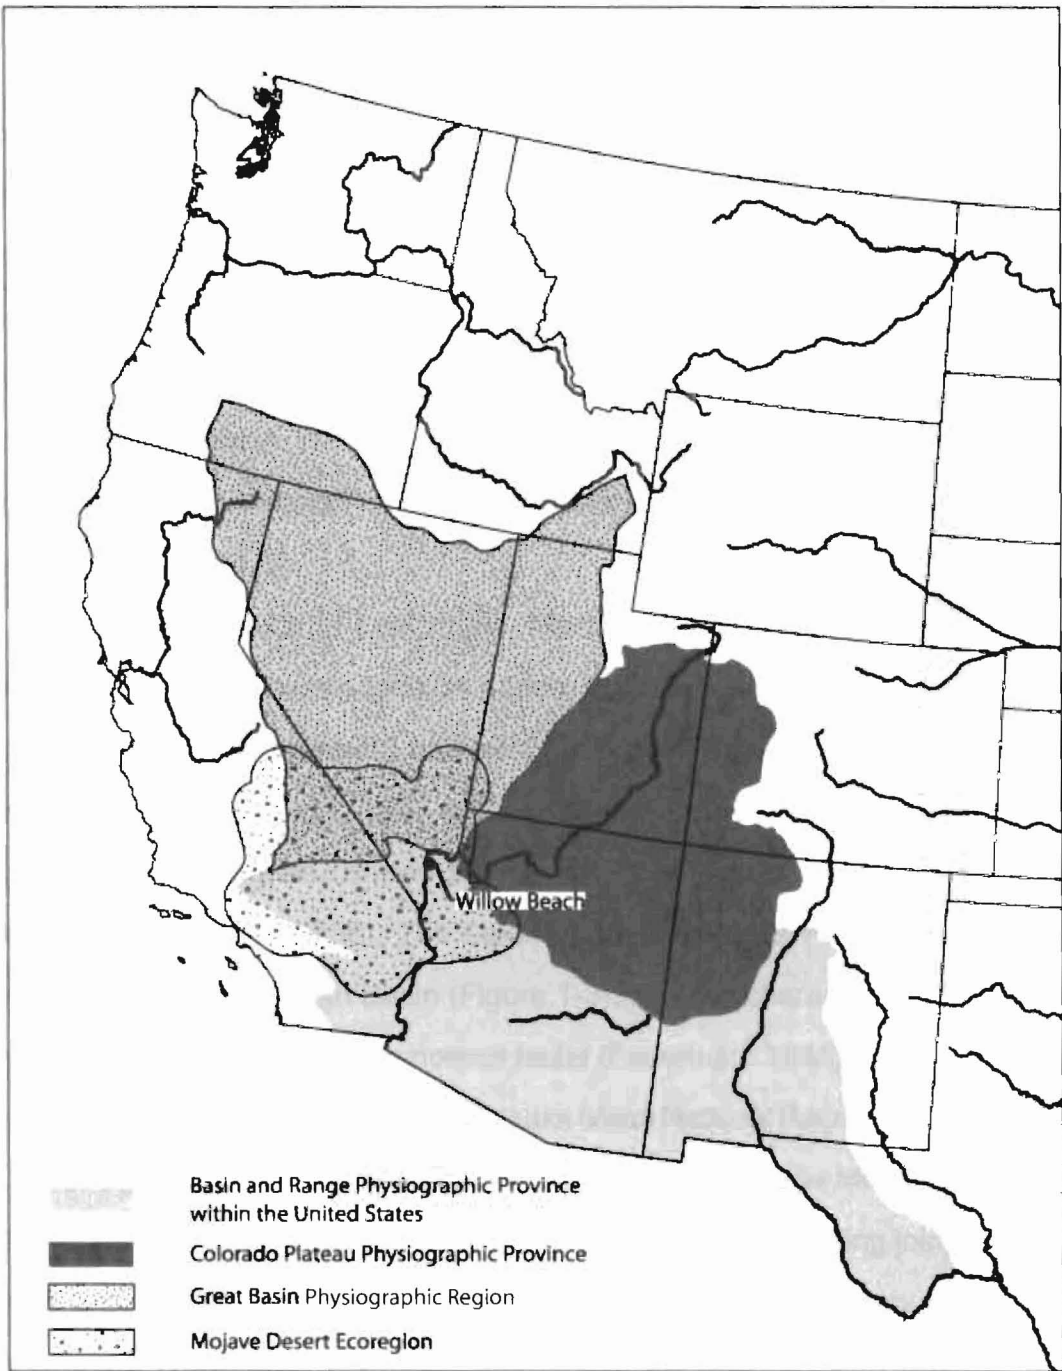 Willow Beach
Basin and Range Physiographic Province
within the United States
Colorado Plateau Physiographic Province
Great Basin Physiographic Region
Mojave Desert Ecoregion